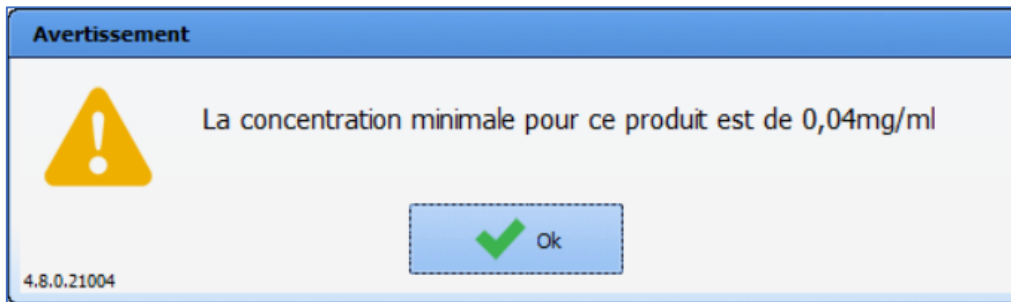 Avertissement
La concentration minimale pour ce produit est de 0,04mg/ml
Ok
4.8.0.21004